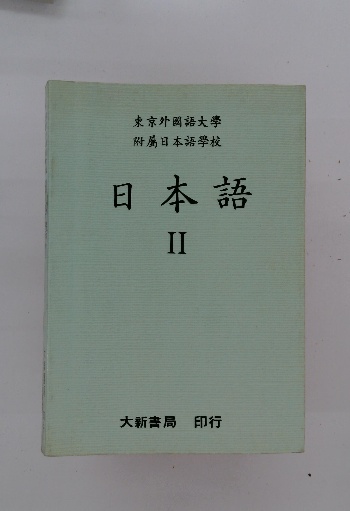 東京外國語大學
附屬日本語學校
日本語
II
大新書局 印行